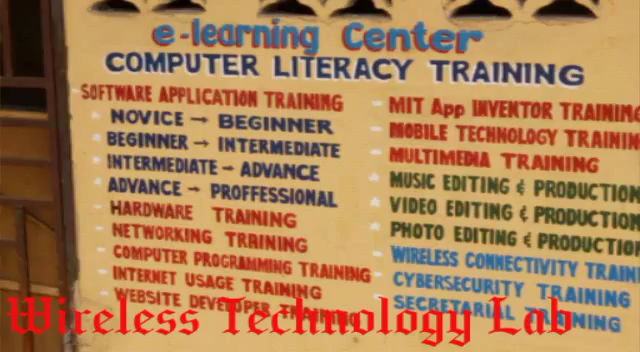 e-learning Center
COMPUTER LITERACY TRAINING
SOFTWARE APPLICATION TRAINING
NOVICE → BEGINNER
BEGINNER → INTERMEDIATE
INTERMEDIATE → ADVANCE
ADVANCE → PROFFESSIONAL
HARDWARE TRAINING
NETWORKING TRAINING
COMPUTER PROGRAMMING TRAINING
INTERNET USAGE TRAINING
WEBSITE DEVELOPER TRAINING
MIT App INVENTOR TRAINING
MOBILE TECHNOLOGY TRAININ
MULTIMEDIA TRAINING
MUSIC EDITING & PRODUCTION
VIDEO EDITING & PRODUCTION
PHOTO EDITING & PRODUCTION
WIRELESS CONNECTIVITY TRAIN
CYBERSECURITY TRAINING
SECRETARIAL TRAINING
Wireless Technology Lab